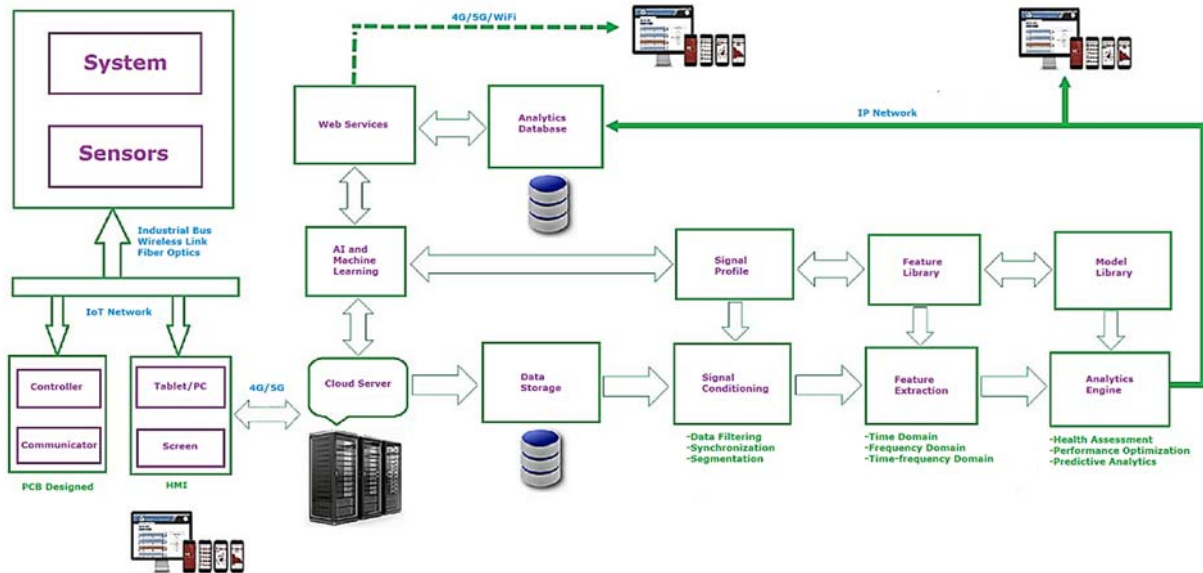 System
Sensors
Industrial Bus
Wireless Link
Fiber Optics
IoT Network
Controller
Communicator
PCB Designed
Tablet/PC
Screen
HMI
4G/5G
4G/5G/WiFi
Web Services
Analytics
Database
IP Network
AI and
Machine
Learning
Signal
Profile
Feature
Library
Model
Library
Cloud Server
Data
Storage
Signal
Conditioning
Feature
Extraction
Analytics
Engine
-Data Filtering
-Synchronization
-Segmentation
-Time Domain
-Frequency Domain
-Time-frequency Domain
-Health Assessment
-Performance Optimization
-Predictive Analytics